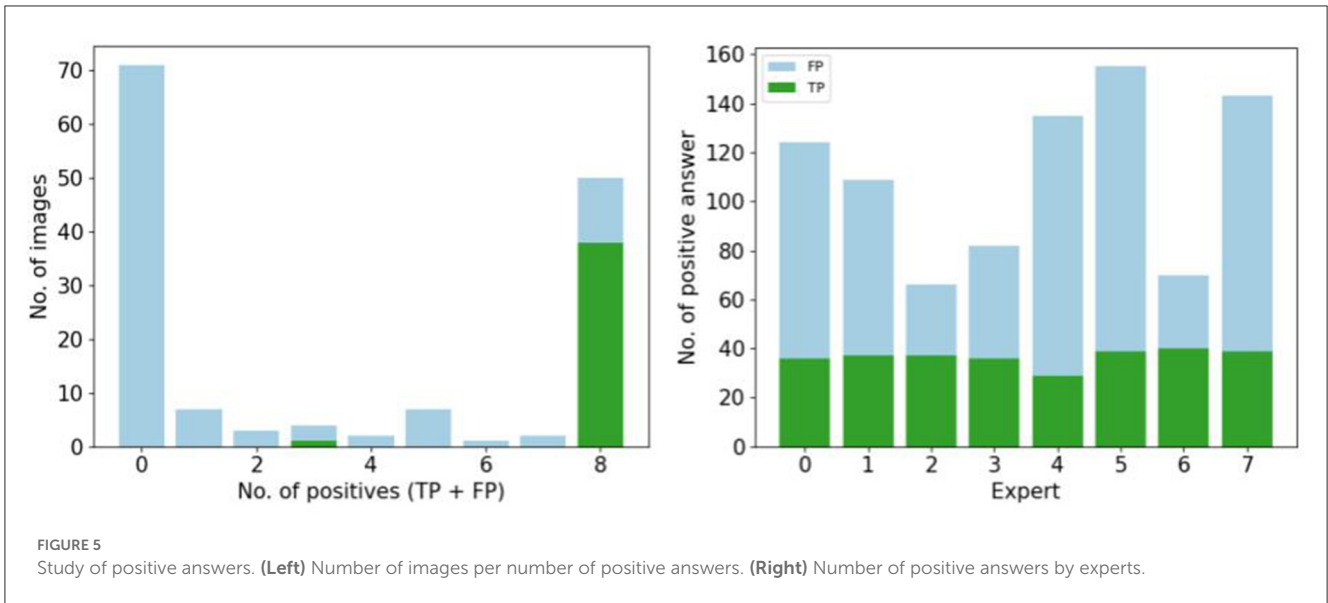 70
60
50
40
30
20
10
0
No. of images
0 2 4 6 8
No. of positives (TP + FP)
160
140
120
100
80
60
40
20
0
No. of positive answer
FP
TP
0 1 2 3 4 5 6 7
Expert
FIGURE 5
Study of positive answers. (Left) Number of images per number of positive answers. (Right) Number of positive answers by experts.